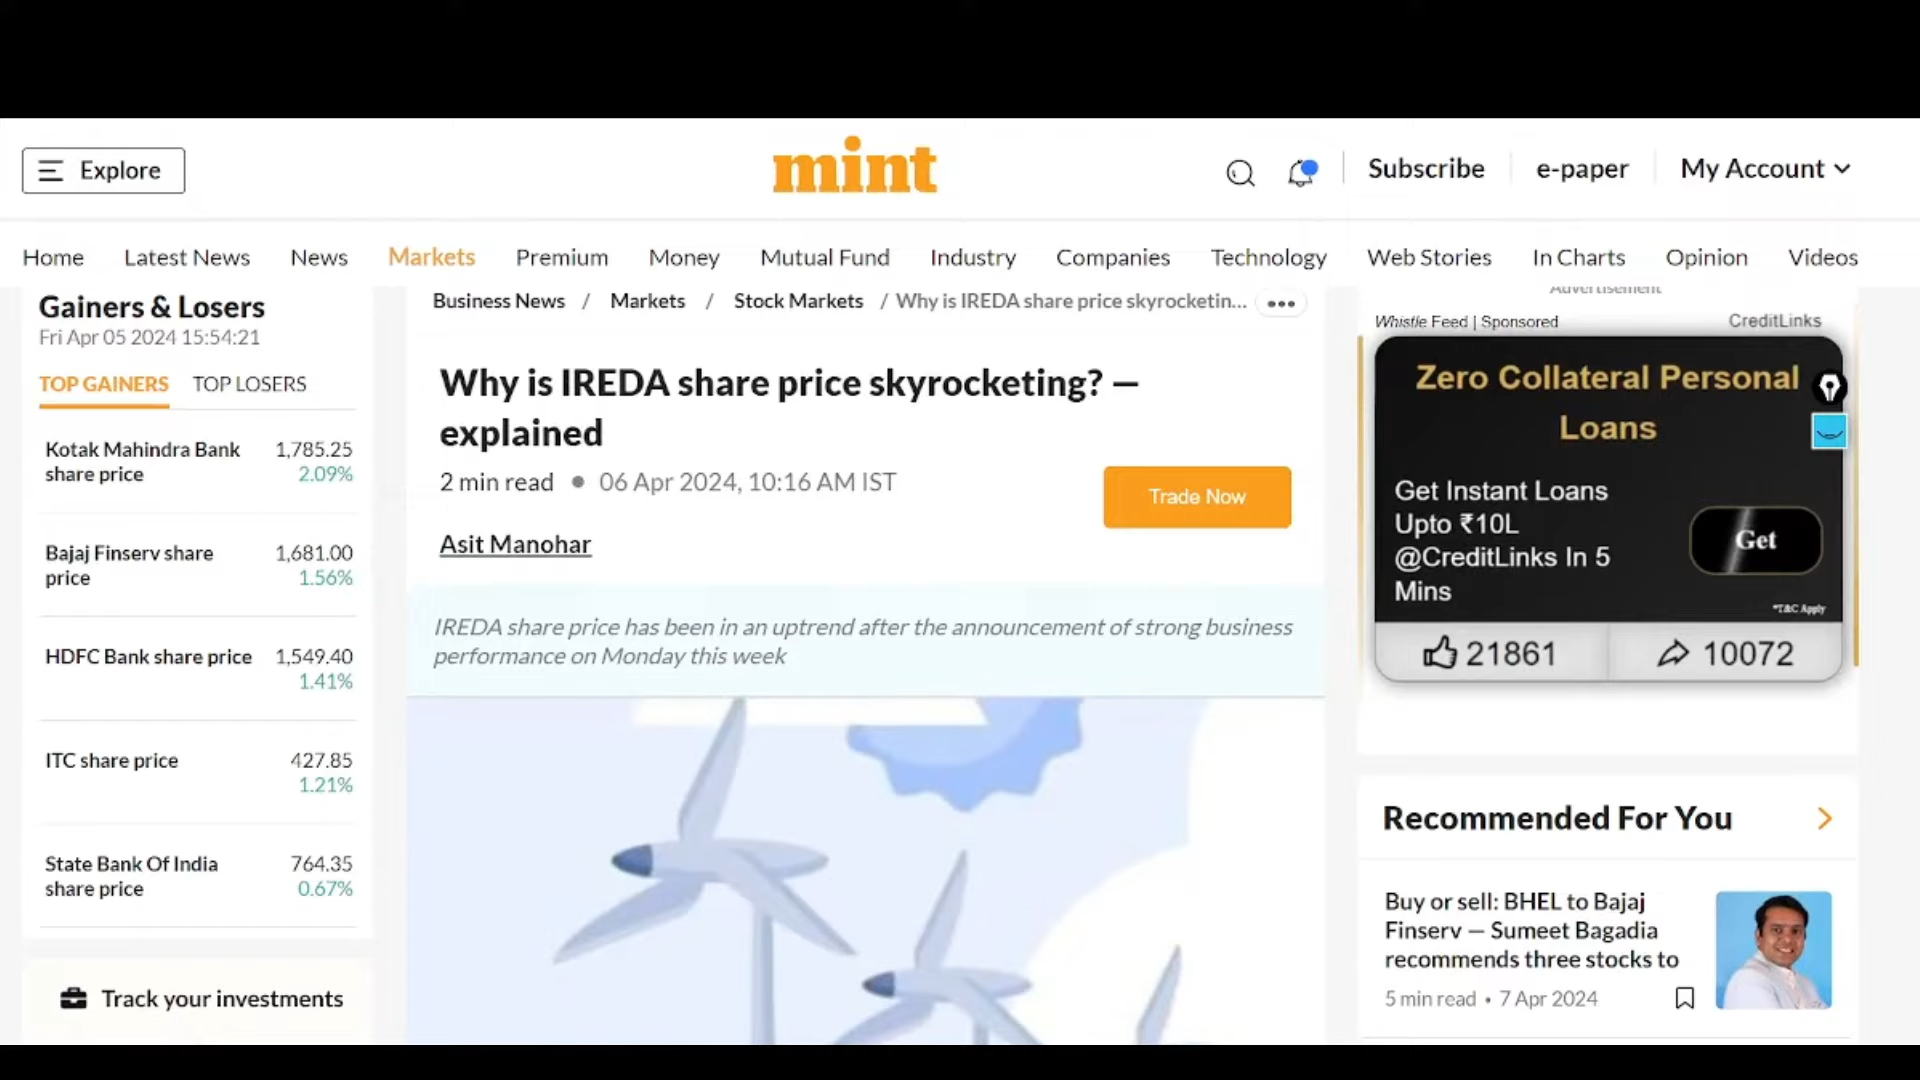 Explore
mint
Subscribe
e-paper
My Account
Home
Latest News
News
Markets
Premium
Money
Mutual Fund
Industry
Companies
Technology
Web Stories
In Charts
Opinion
Videos
Gainers & Losers
Fri Apr 05 2024 15:54:21
TOP GAINERS
TOP LOSERS
Kotak Mahindra Bank 1,785.25
share price 2.09%
Bajaj Finserv share 1,681.00
price 1.56%
HDFC Bank share price 1,549.40
1.41%
ITC share price 427.85
1.21%
State Bank Of India 764.35
share price 0.67%
Track your investments
Business News / Markets / Stock Markets / Why is IREDA share price skyrocketin...
Why is IREDA share price skyrocketing? —
explained
2 min read • 06 Apr 2024, 10:16 AM IST
Trade Now
Asit Manohar
IREDA share price has been in an uptrend after the announcement of strong business
performance on Monday this week
Advertisement
Whistle Feed | Sponsored
CreditLinks
Zero Collateral Personal
Loans
Get Instant Loans
Upto ₹10L
@CreditLinks In 5
Mins
Get
*T&C Apply
21861
10072
Recommended For You
Buy or sell: BHEL to Bajaj
Finserv — Sumeet Bagadia
recommends three stocks to
5 min read • 7 Apr 2024